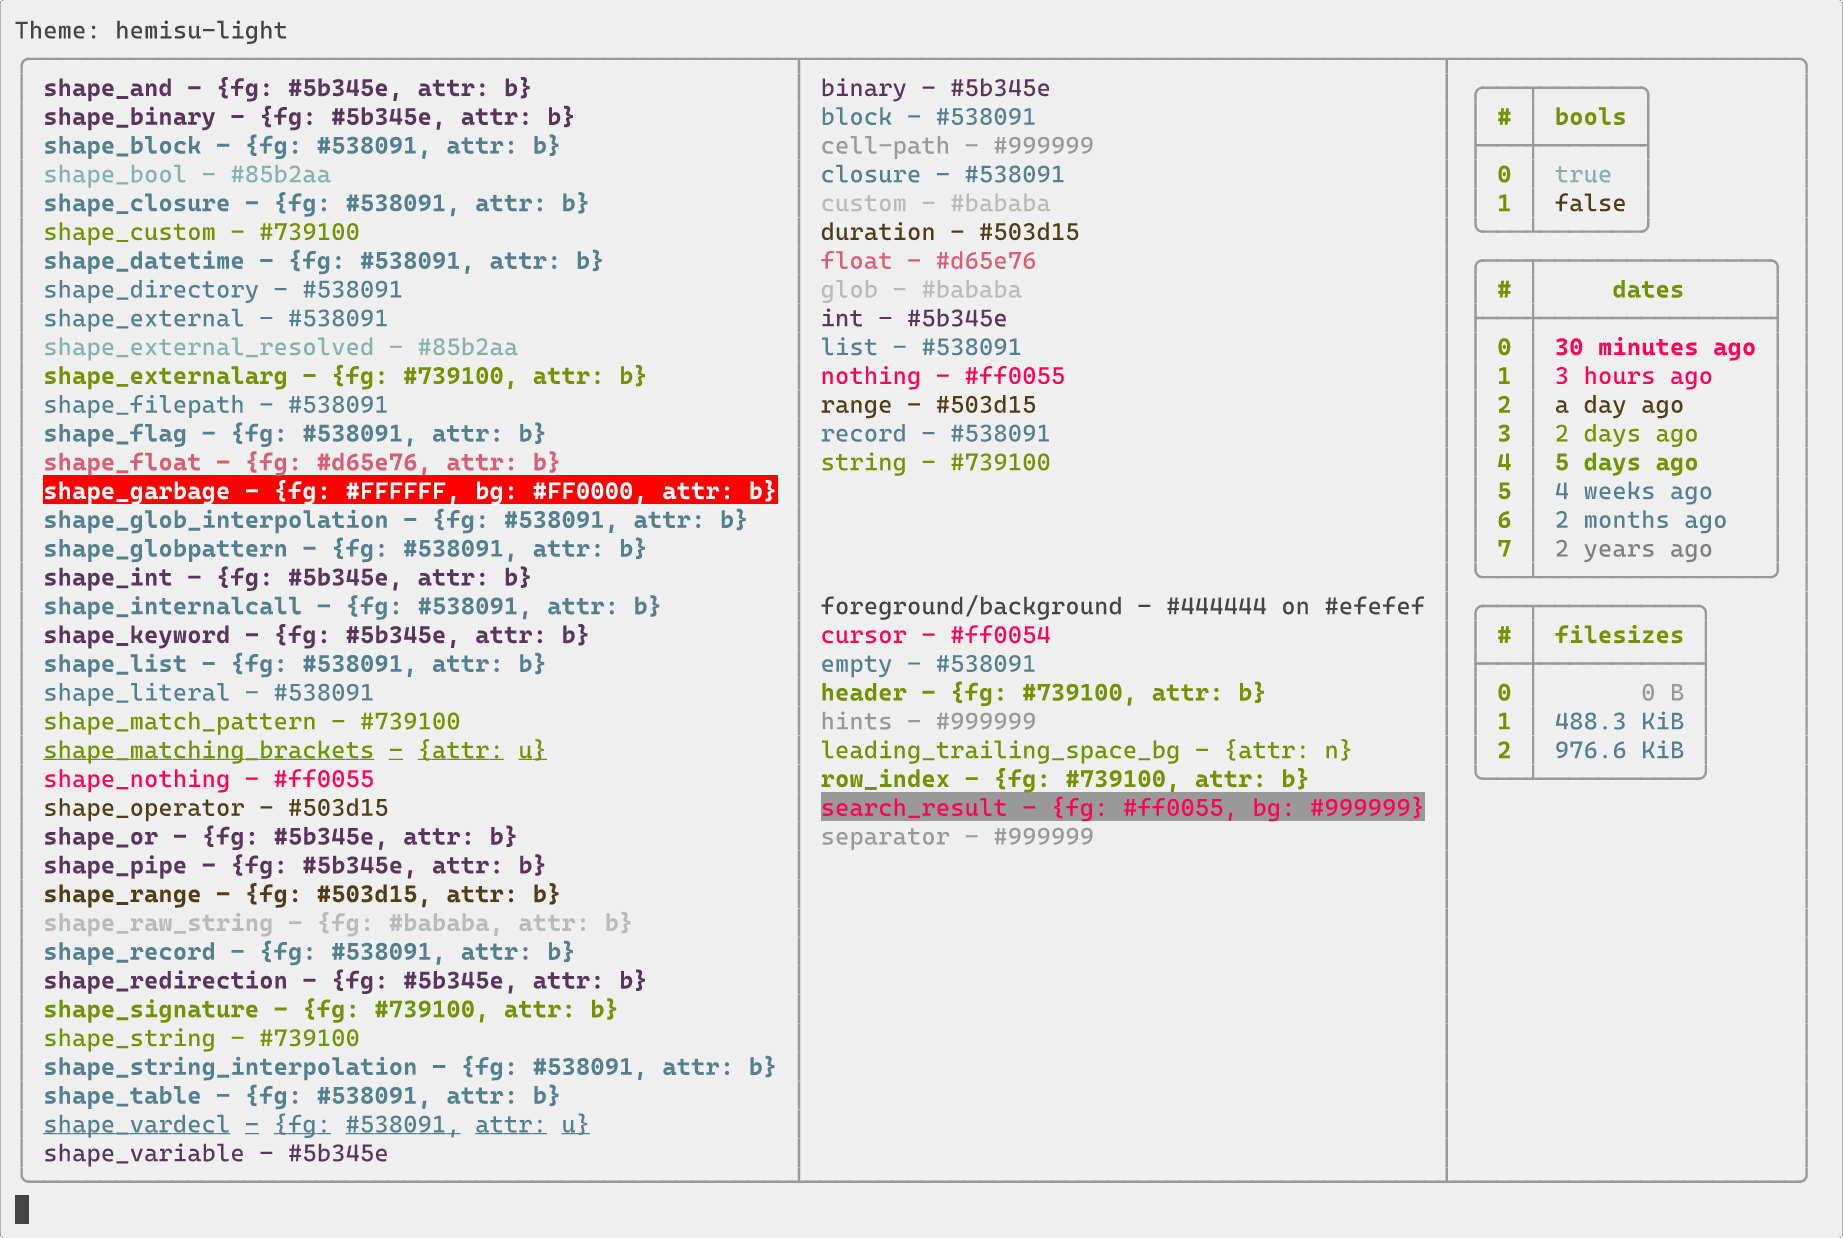 Theme: hemisu-light
shape_and - {fg: #5b345e, attr: b}
shape_binary - {fg: #5b345e, attr: b}
shape_block - {fg: #538091, attr: b}
shape_bool - #85b2aa
shape_closure - {fg: #538091, attr: b}
shape_custom - #739100
shape_datetime - {fg: #538091, attr: b}
shape_directory - #538091
shape_external - #538091
shape_external_resolved - #85b2aa
shape_externalarg - {fg: #739100, attr: b}
shape_filepath - #538091
shape_flag - {fg: #538091, attr: b}
shape_float - {fg: #d65e76, attr: b}
shape_garbage - {fg: #FFFFFF, bg: #FF0000, attr: b}
shape_glob_interpolation - {fg: #538091, attr: b}
shape_globpattern - {fg: #538091, attr: b}
shape_int - {fg: #5b345e, attr: b}
shape_internalcall - {fg: #538091, attr: b}
shape_keyword - {fg: #5b345e, attr: b}
shape_list - {fg: #538091, attr: b}
shape_literal - #538091
shape_match_pattern - #739100
shape_matching_brackets - {attr: u}
shape_nothing - #ff0055
shape_operator - #503d15
shape_or - {fg: #5b345e, attr: b}
shape_pipe - {fg: #5b345e, attr: b}
shape_range - {fg: #503d15, attr: b}
shape_raw_string - {fg: #bababa, attr: b}
shape_record - {fg: #538091, attr: b}
shape_redirection - {fg: #5b345e, attr: b}
shape_signature - {fg: #739100, attr: b}
shape_string - #739100
shape_string_interpolation - {fg: #538091, attr: b}
shape_table - {fg: #538091, attr: b}
shape_vardecl - {fg: #538091, attr: u}
shape_variable - #5b345e
binary - #5b345e
block - #538091
cell-path - #999999
closure - #538091
custom - #bababa
duration - #503d15
float - #d65e76
glob - #bababa
int - #5b345e
list - #538091
nothing - #ff0055
range - #503d15
record - #538091
string - #739100
foreground/background - #444444 on #efefef
cursor - #ff0054
empty - #538091
header - {fg: #739100, attr: b}
hints - #999999
leading_trailing_space_bg - {attr: n}
row_index - {fg: #739100, attr: b}
search_result - {fg: #ff0055, bg: #999999}
separator - #999999
# bools
0 true
1 false
# dates
0 30 minutes ago
1 3 hours ago
2 a day ago
3 2 days ago
4 5 days ago
5 4 weeks ago
6 2 months ago
7 2 years ago
# filesizes
0 0 B
1 488.3 KiB
2 976.6 KiB